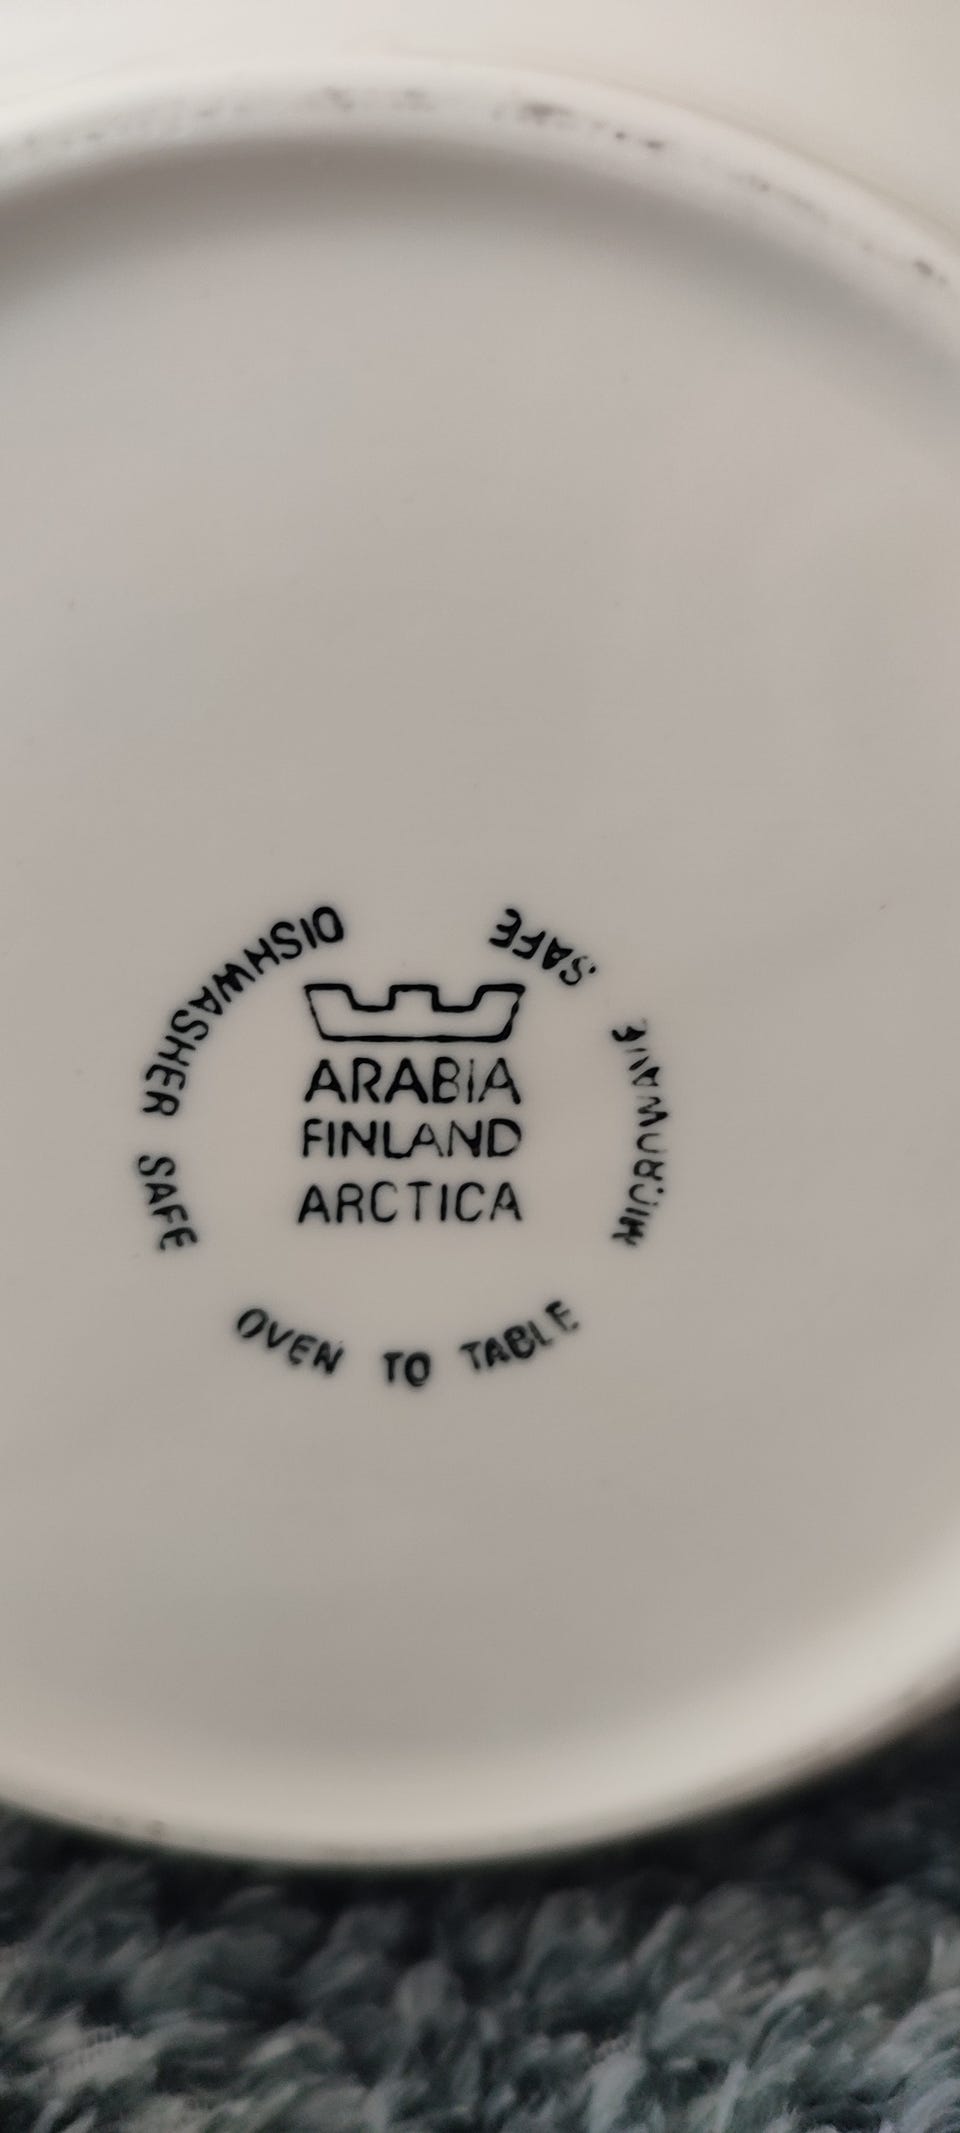 ARABIA
FINLAND
ARCTICA
DISHWASHER SAFE
OVEN TO TABLE
MICROWAVE SAFE